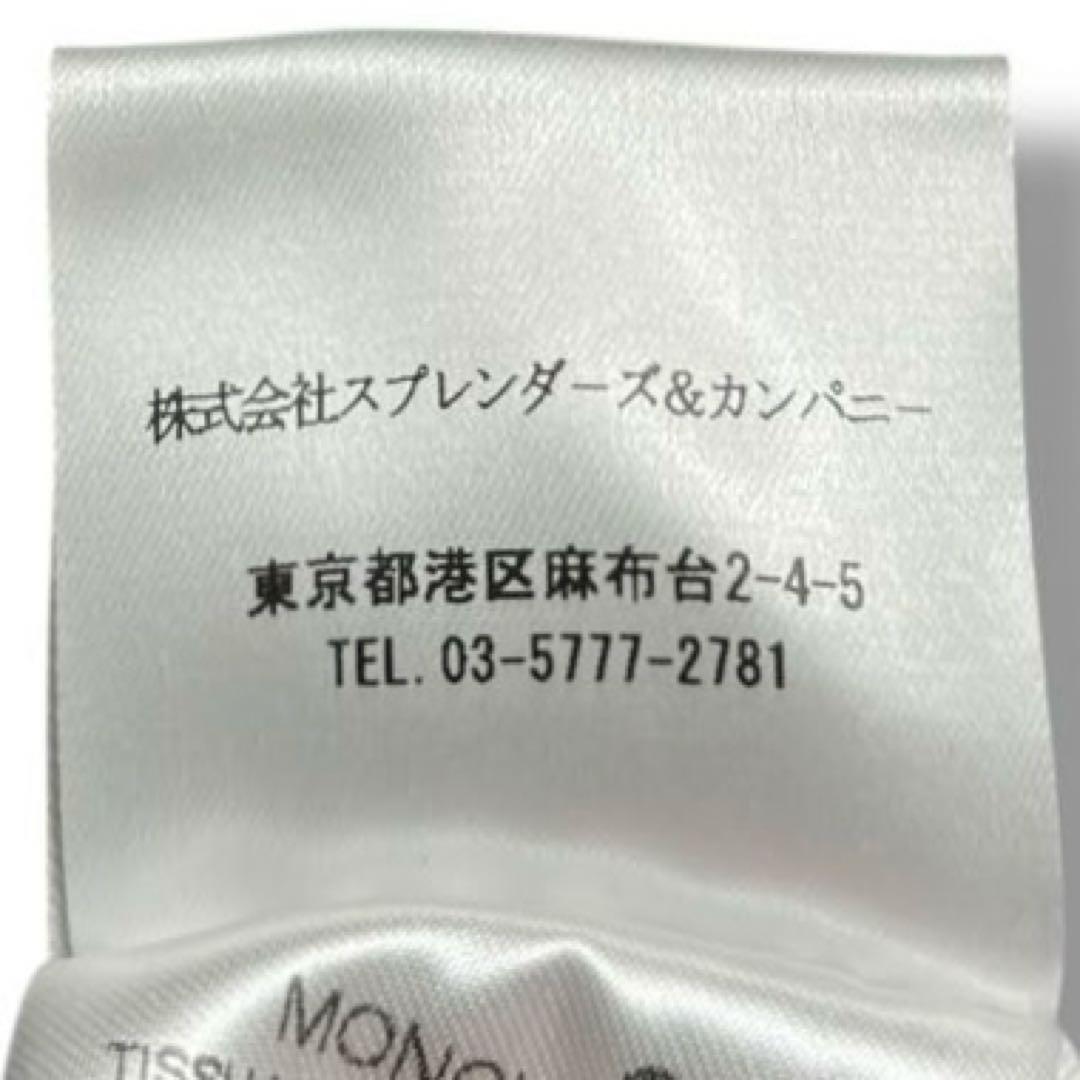 株式会社スプレンダーズ&カンパニー
東京都港区麻布台2-4-5
TEL. 03-5777-2781